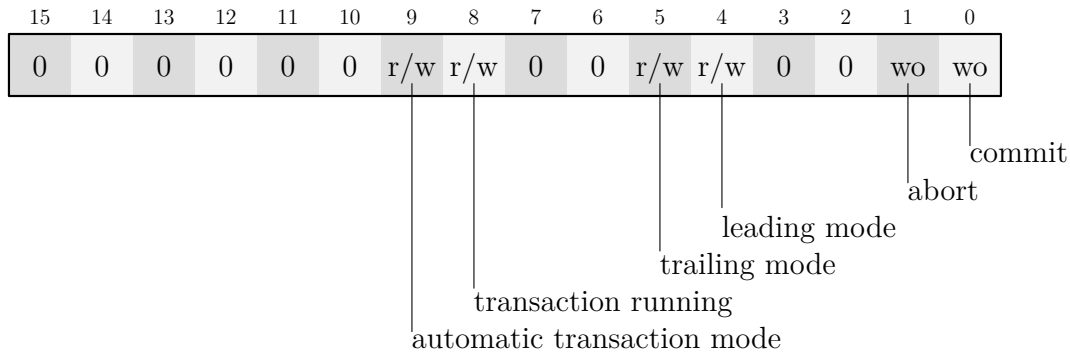 15 14 13 12 11 10 9 8 7 6 5 4 3 2 1 0
0 0 0 0 0 0 r/w r/w 0 0 r/w r/w 0 0 wo wo
commit
abort
leading mode
trailing mode
transaction running
automatic transaction mode